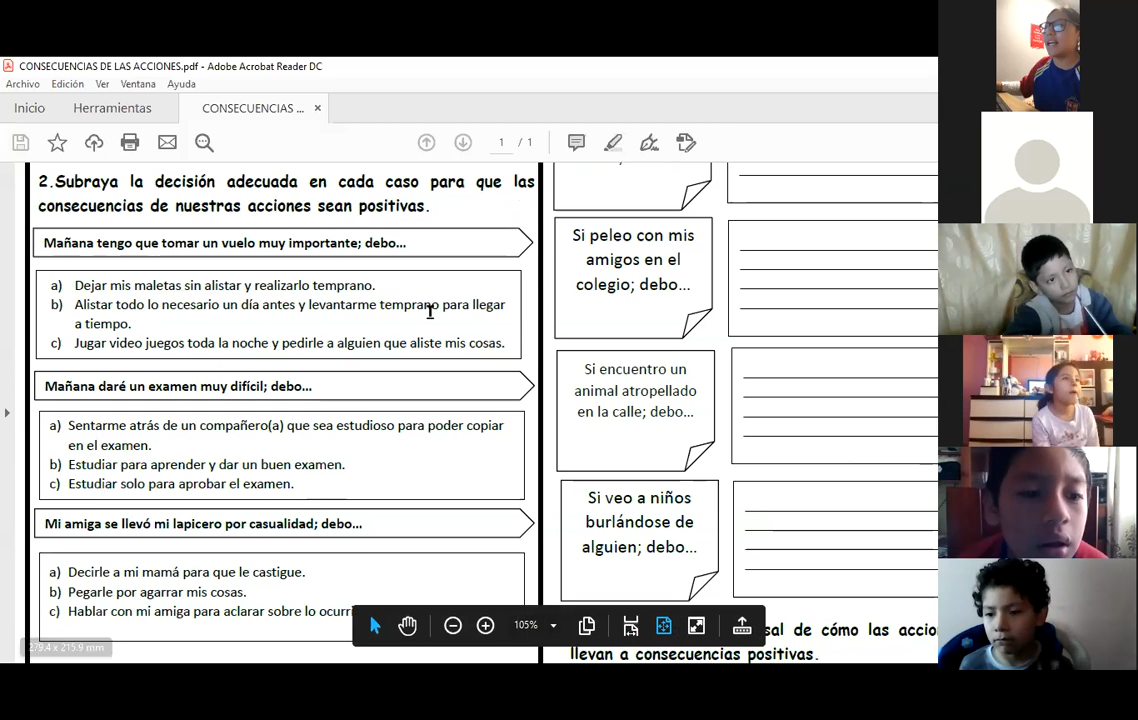 CONSECUENCIAS DE LAS ACCIONES.pdf - Adobe Acrobat Reader DC
Archivo Edición Ver Ventana Ayuda
Inicio Herramientas CONSECUENCIAS ... ×
1 / 1
2.Subraya la decisión adecuada en cada caso para que las
consecuencias de nuestras acciones sean positivas.
Mañana tengo que tomar un vuelo muy importante; debo...
a) Dejar mis maletas sin alistar y realizarlo temprano.
b) Alistar todo lo necesario un día antes y levantarme temprano para llegar
a tiempo.
c) Jugar video juegos toda la noche y pedirle a alguien que aliste mis cosas.
Mañana daré un examen muy difícil; debo...
a) Sentarme atrás de un compañero(a) que sea estudioso para poder copiar
en el examen.
b) Estudiar para aprender y dar un buen examen.
c) Estudiar solo para aprobar el examen.
Mi amiga se llevó mi lapicero por casualidad; debo...
a) Decirle a mi mamá para que le castigue.
b) Pegarle por agarrar mis cosas.
c) Hablar con mi amiga para aclarar sobre lo ocurri
Si peleo con mis
amigos en el
colegio; debo...
Si encuentro un
animal atropellado
en la calle; debo...
Si veo a niños
burlándose de
alguien; debo...
sal de cómo las accio
llevan a consecuencias positivas.
105%
279.4 x 215.9 mm